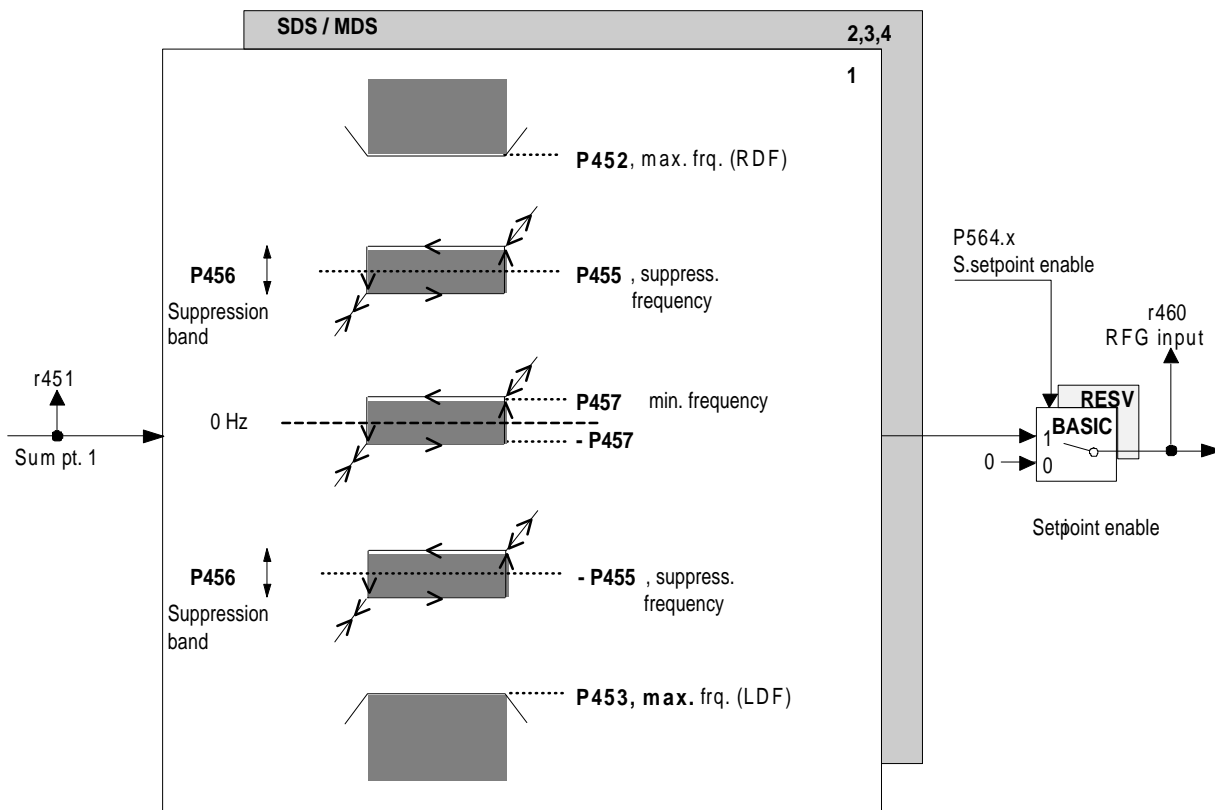 SDS / MDS
2,3,4
1
P452, max. frq. (RDF)
P456
Suppression
band
P455 , suppress.
frequency
P564.x
S.setpoint enable
r460
RFG input
r451
Sum pt. 1
0 Hz
P457 min. frequency
- P457
RESV
BASIC
1
0
0
Setpoint enable
P456
Suppression
band
- P455 , suppress.
frequency
P453, max. frq. (LDF)